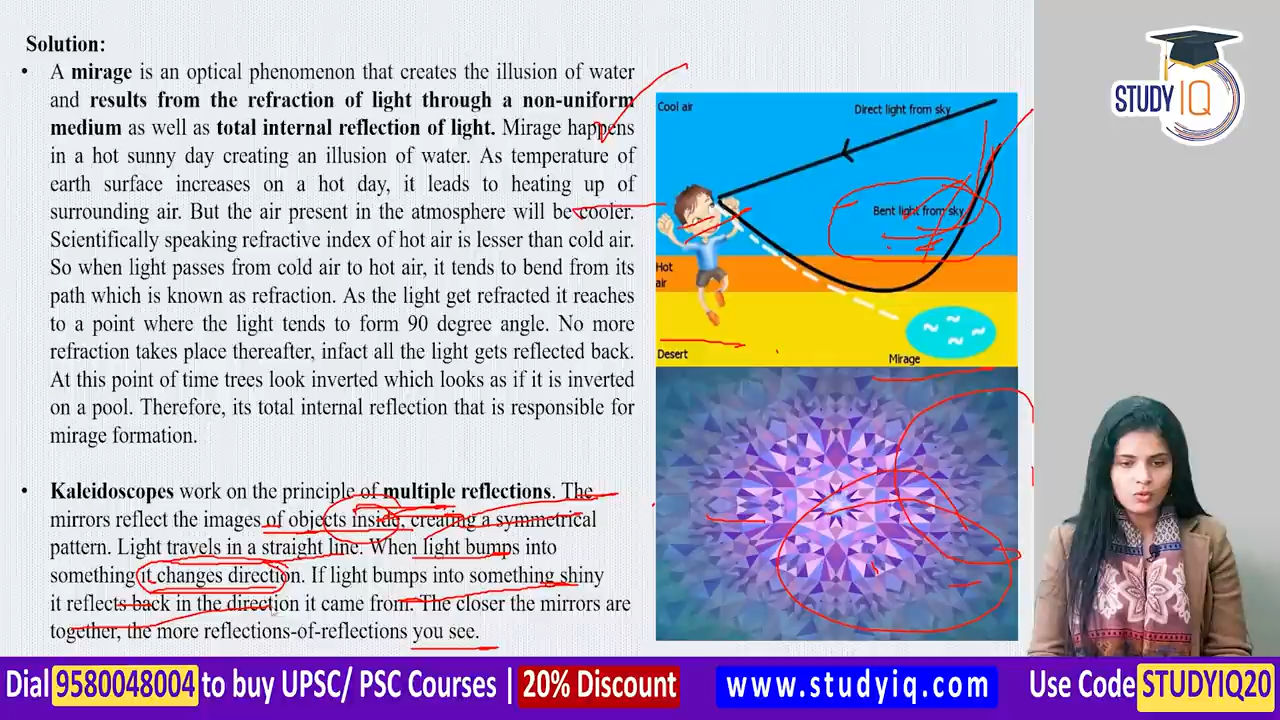 Solution:
• A mirage is an optical phenomenon that creates the illusion of water
and results from the refraction of light through a non-uniform
medium as well as total internal reflection of light. Mirage happens
in a hot sunny day creating an illusion of water. As temperature of
earth surface increases on a hot day, it leads to heating up of
surrounding air. But the air present in the atmosphere will be cooler.
Scientifically speaking refractive index of hot air is lesser than cold air.
So when light passes from cold air to hot air, it tends to bend from its
path which is known as refraction. As the light get refracted it reaches
to a point where the light tends to form 90 degree angle. No more
refraction takes place thereafter, infact all the light gets reflected back.
At this point of time trees look inverted which looks as if it is inverted
on a pool. Therefore, its total internal reflection that is responsible for
mirage formation.
• Kaleidoscopes work on the principle of multiple reflections. The
mirrors reflect the images of objects inside, creating a symmetrical
pattern. Light travels in a straight line. When light bumps into
something it changes direction. If light bumps into something shiny
it reflects back in the direction it came from. The closer the mirrors are
together, the more reflections-of-reflections you see.
Cool air
Direct light from sky
Bent light from sky
Hot
air
Desert
Mirage
STUDY IQ
Dial 9580048004 to buy UPSC/ PSC Courses | 20% Discount
www.studyiq.com
Use Code STUDYIQ20